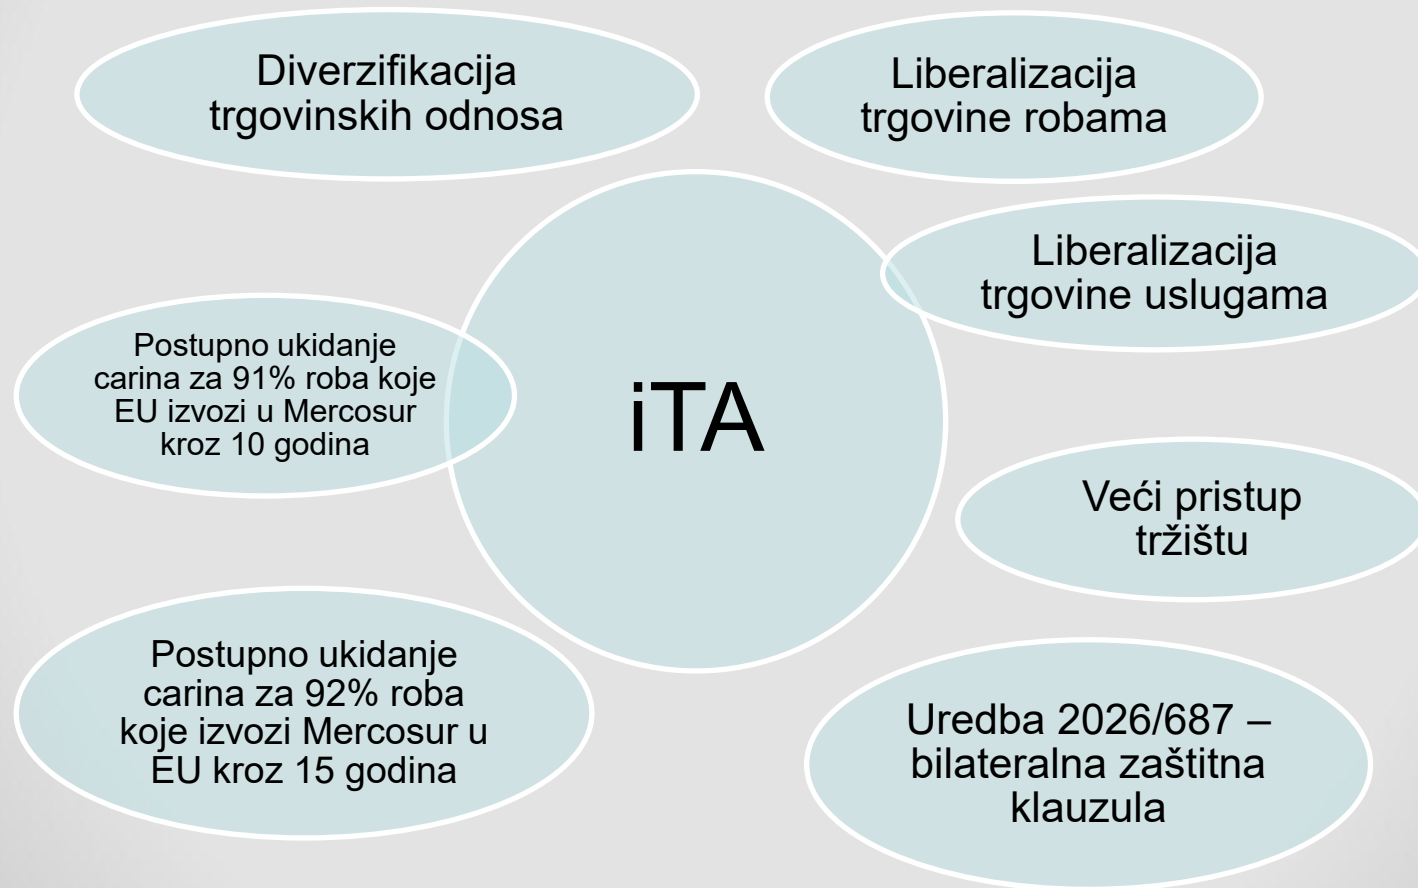 Diverzifikacija
trgovinskih odnosa
Liberalizacija
trgovine robama
Liberalizacija
trgovine uslugama
Postupno ukidanje
carina za 91% roba koje
EU izvozi u Mercosur
kroz 10 godina
iTA
Veći pristup
tržištu
Postupno ukidanje
carina za 92% roba
koje izvozi Mercosur u
EU kroz 15 godina
Uredba 2026/687 –
bilateralna zaštitna
klauzula